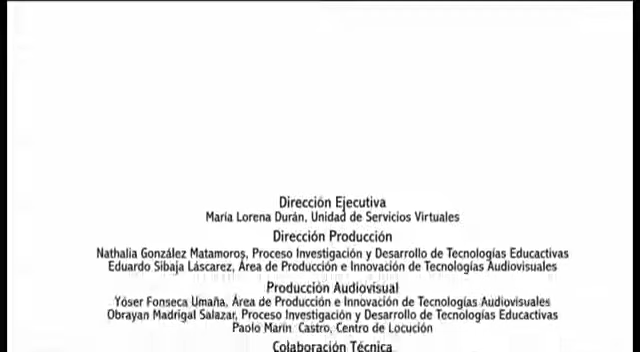 Dirección Ejecutiva
María Lorena Durán, Unidad de Servicios Virtuales
Dirección Producción
Nathalia González Matamoros, Proceso Investigación y Desarrollo de Tecnologías Educactivas
Eduardo Sibaja Láscarez, Área de Producción e Innovación de Tecnologías Audiovisuales
Producción Audiovisual
Yóser Fonseca Umaña, Área de Producción e Innovación de Tecnologías Audiovisuales
Obrayan Madrigal Salazar, Proceso Investigación y Desarrollo de Tecnologías Educactivas
Paolo Marín Castro, Centro de Locución
Colaboración Técnica